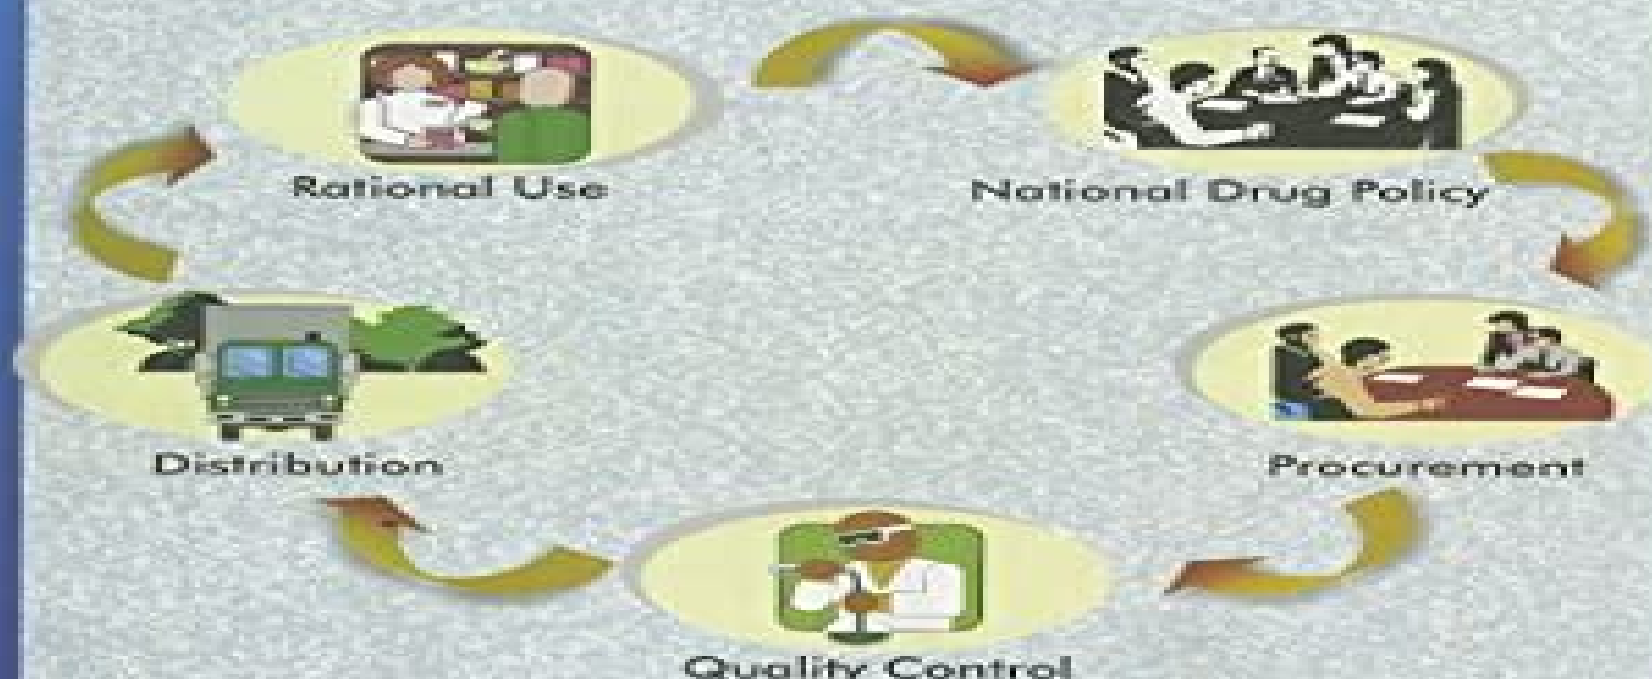 Rational Use
National Drug Policy
Distribution
Procurement
Quality Control